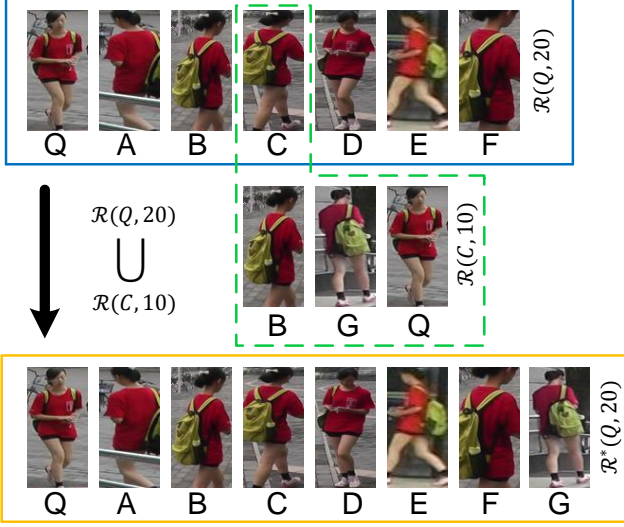 Q A B C D E F
ℛ(Q, 20)
ℛ(Q, 20)
⋃
ℛ(C, 10)
B G Q
ℛ(C, 10)
Q A B C D E F G
ℛ*(Q, 20)